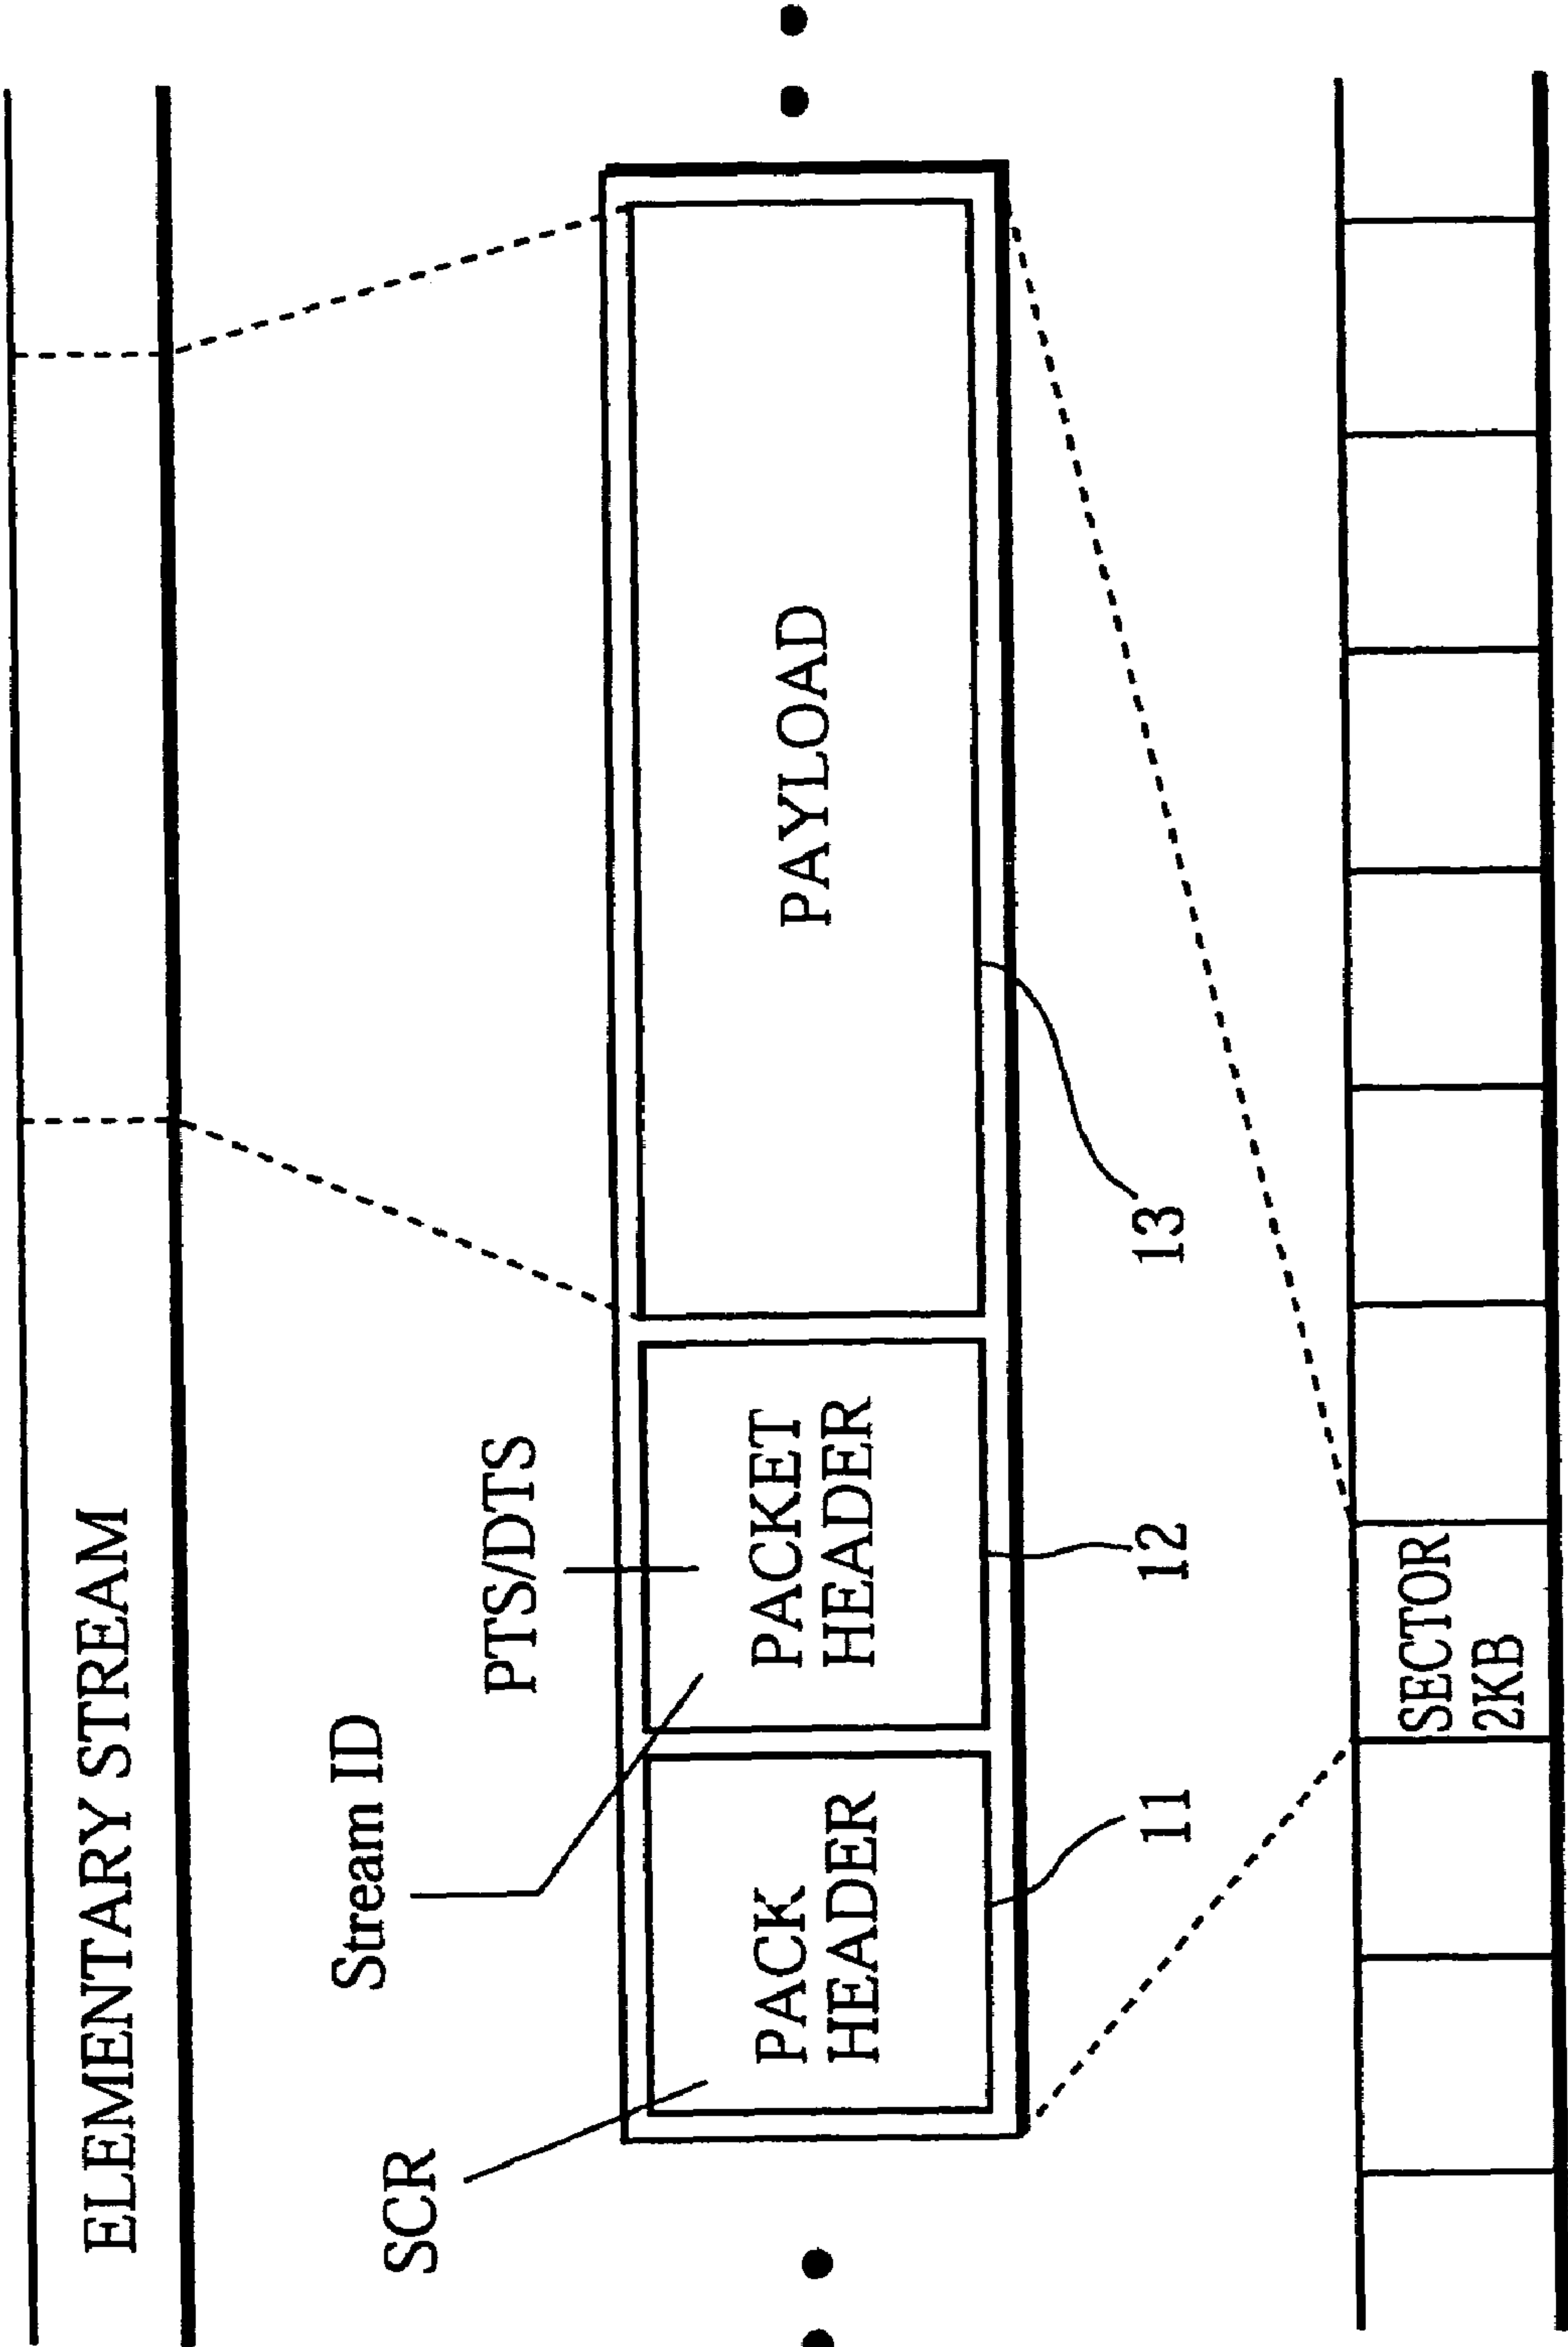 ELEMENTARY STREAM
SCR
Stream ID
PTS/DTS
PACK
HEADER
PACKET
HEADER
PAYLOAD
11
12
13
SECTOR
2KB